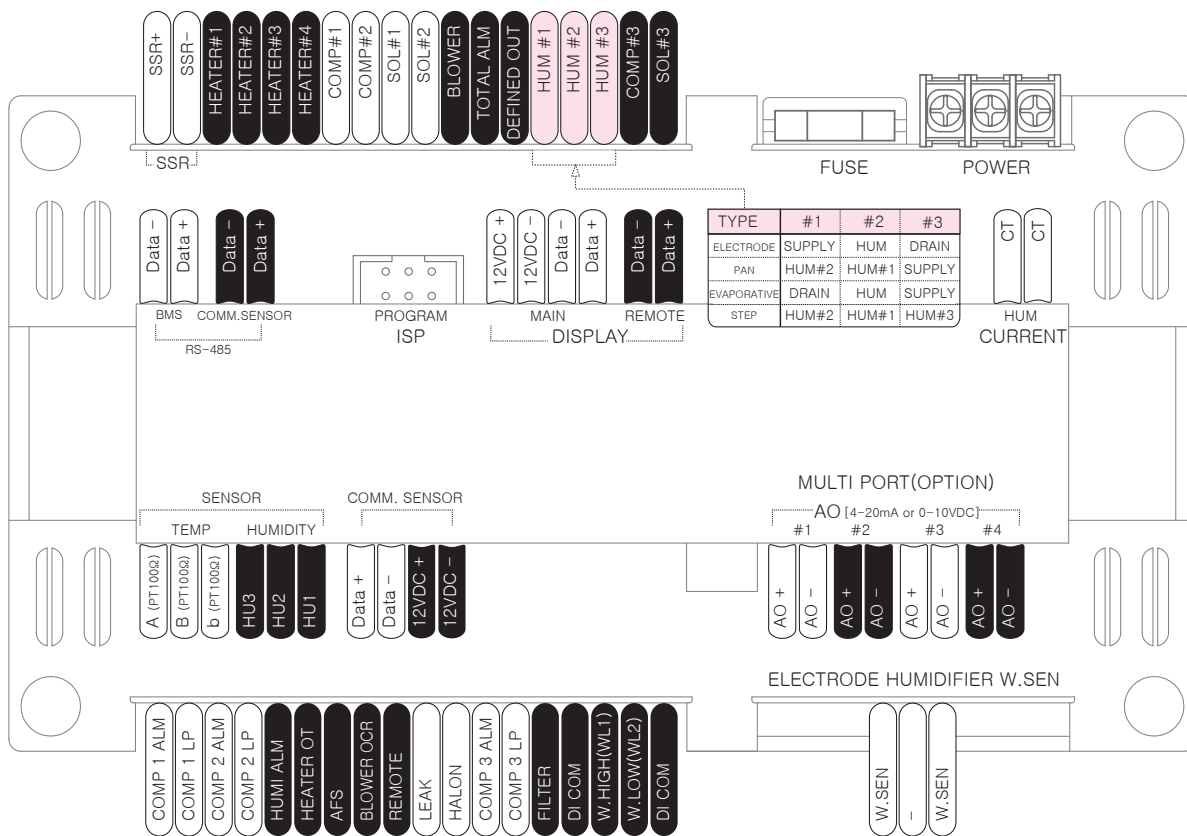 SSR+
SSR-
HEATER#1
HEATER#2
HEATER#3
HEATER#4
COMP#1
COMP#2
SOL#1
SOL#2
BLOWER
TOTAL ALM
DEFINED OUT
HUM #1
HUM #2
HUM #3
COMP#3
SOL#3
SSR
FUSE
POWER
Data -
Data +
Data -
Data +
12VDC +
12VDC -
Data -
Data +
Data -
Data +
TYPE #1 #2 #3
ELECTRODE SUPPLY HUM DRAIN
PAN HUM#2 HUM#1 SUPPLY
EVAPORATIVE DRAIN HUM SUPPLY
STEP HUM#2 HUM#1 HUM#3
CT
CT
BMS COMM.SENSOR
RS-485
PROGRAM
ISP
MAIN REMOTE
DISPLAY
HUM
CURRENT
SENSOR
TEMP HUMIDITY
COMM. SENSOR
MULTI PORT(OPTION)
AO [4-20mA or 0-10VDC]
#1 #2 #3 #4
A (PT100Ω)
B (PT100Ω)
b (PT100Ω)
HU3
HU2
HU1
Data +
Data -
12VDC +
12VDC -
AO +
AO -
AO +
AO -
AO +
AO -
AO +
AO -
ELECTRODE HUMIDIFIER W.SEN
COMP 1 ALM
COMP 1 LP
COMP 2 ALM
COMP 2 LP
HUMI ALM
HEATER OT
AFS
BLOWER OCR
REMOTE
LEAK
HALON
COMP 3 ALM
COMP 3 LP
FILTER
DI COM
W.HIGH(WL1)
W.LOW(WL2)
DI COM
W.SEN
-
W.SEN